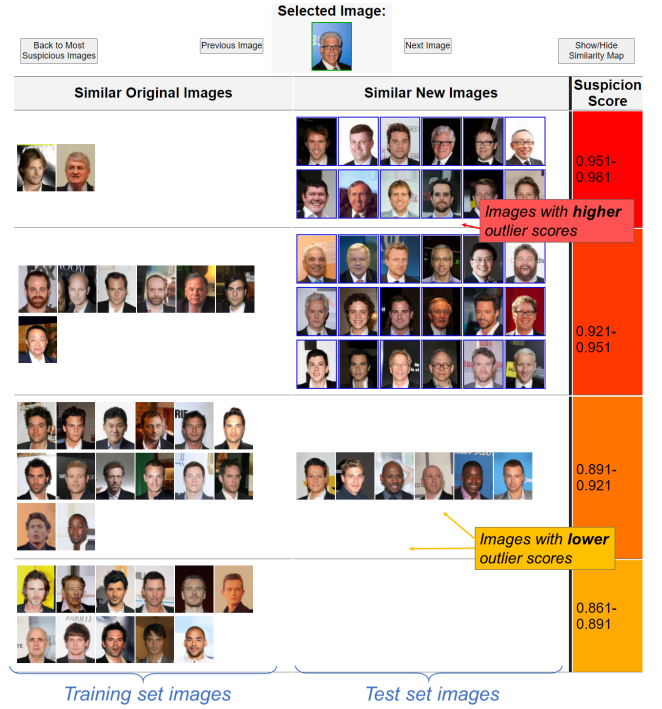 Selected Image:
Back to Most
Suspicious Images
Previous Image
Next Image
Show/Hide
Similarity Map
Similar Original Images
Similar New Images
Suspicion
Score
0.951-
0.981
Images with higher
outlier scores
0.921-
0.951
0.891-
0.921
Images with lower
outlier scores
0.861-
0.891
Training set images
Test set images